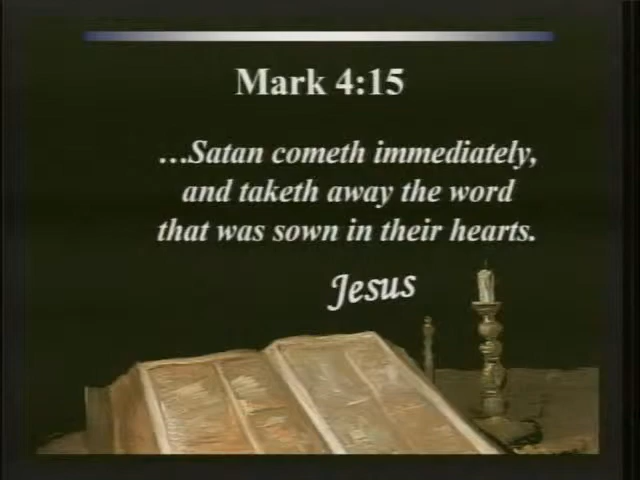 Mark 4:15
...Satan cometh immediately,
and taketh away the word
that was sown in their hearts.
Jesus